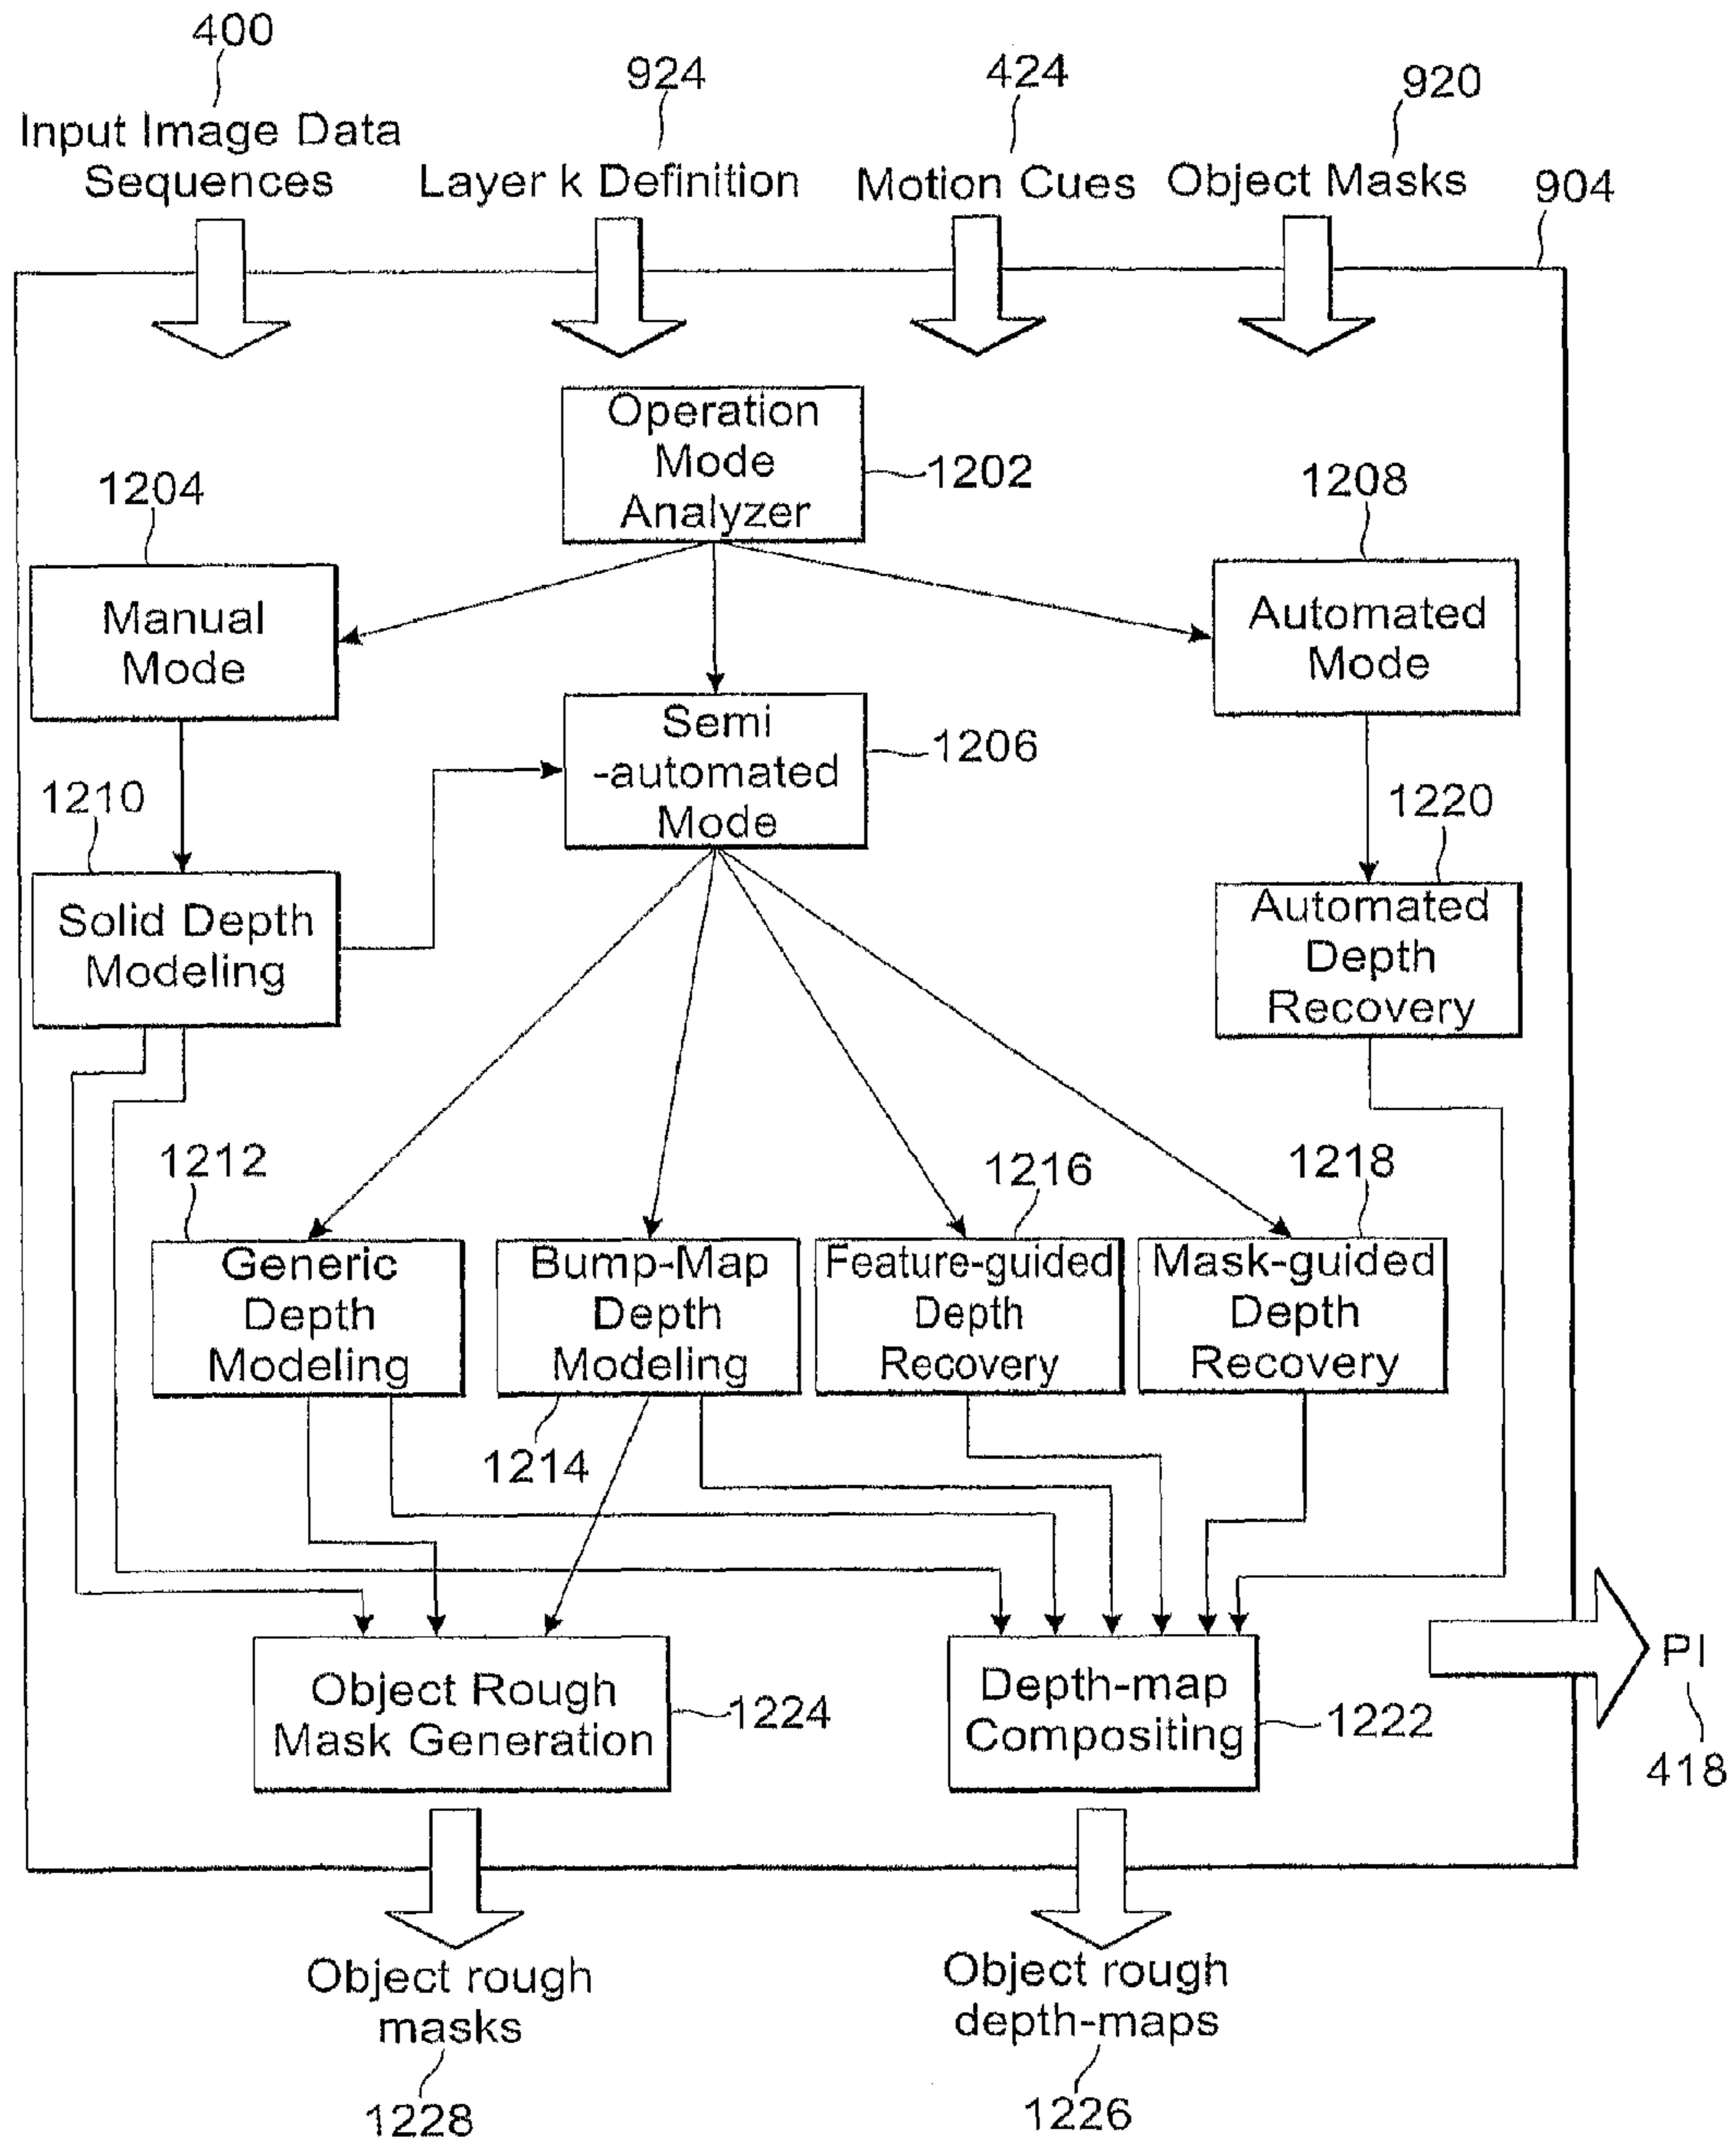 400
924
424
920
Input Image Data
Sequences
Layer k Definition
Motion Cues
Object Masks
904
Operation
Mode
Analyzer
1202
1204
1208
Manual
Mode
Automated
Mode
Semi
-automated
Mode
1206
1210
1220
Solid Depth
Modeling
Automated
Depth
Recovery
1212
1216
1218
Generic
Depth
Modeling
Bump-Map
Depth
Modeling
Feature-guided
Depth
Recovery
Mask-guided
Depth
Recovery
1214
Object Rough
Mask Generation
1224
Depth-map
Compositing
1222
PI
418
Object rough
masks
Object rough
depth-maps
1228
1226